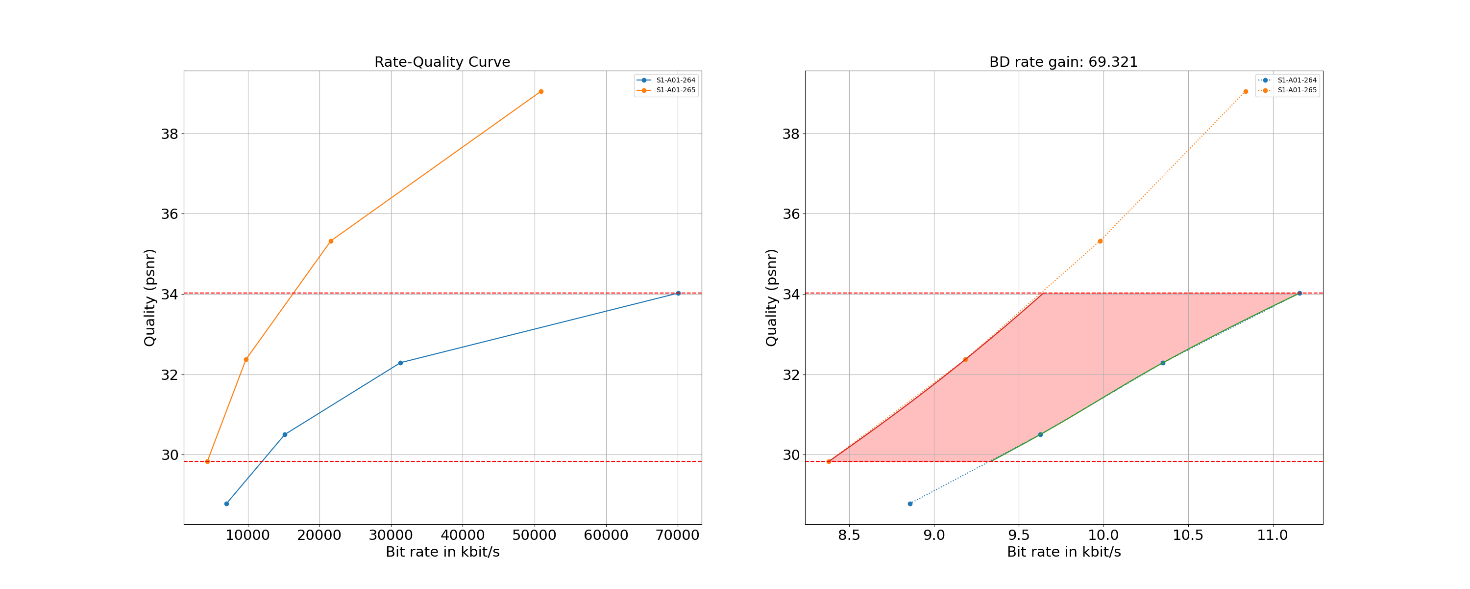 Rate-Quality Curve
S1-A01-264
S1-A01-265
38
36
34
32
30
Quality (psnr)
10000 20000 30000 40000 50000 60000 70000
Bit rate in kbit/s
BD rate gain: 69.321
S1-A01-264
S1-A01-265
38
36
34
32
30
Quality (psnr)
8.5 9.0 9.5 10.0 10.5 11.0
Bit rate in kbit/s